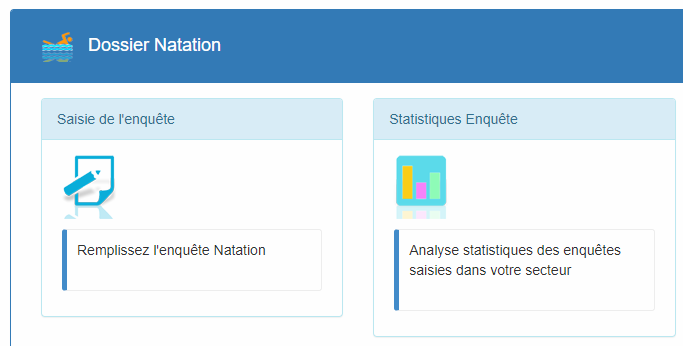 Dossier Natation
Saisie de l'enquête
Statistiques Enquête
Remplissez l'enquête Natation
Analyse statistiques des enquêtes
saisies dans votre secteur